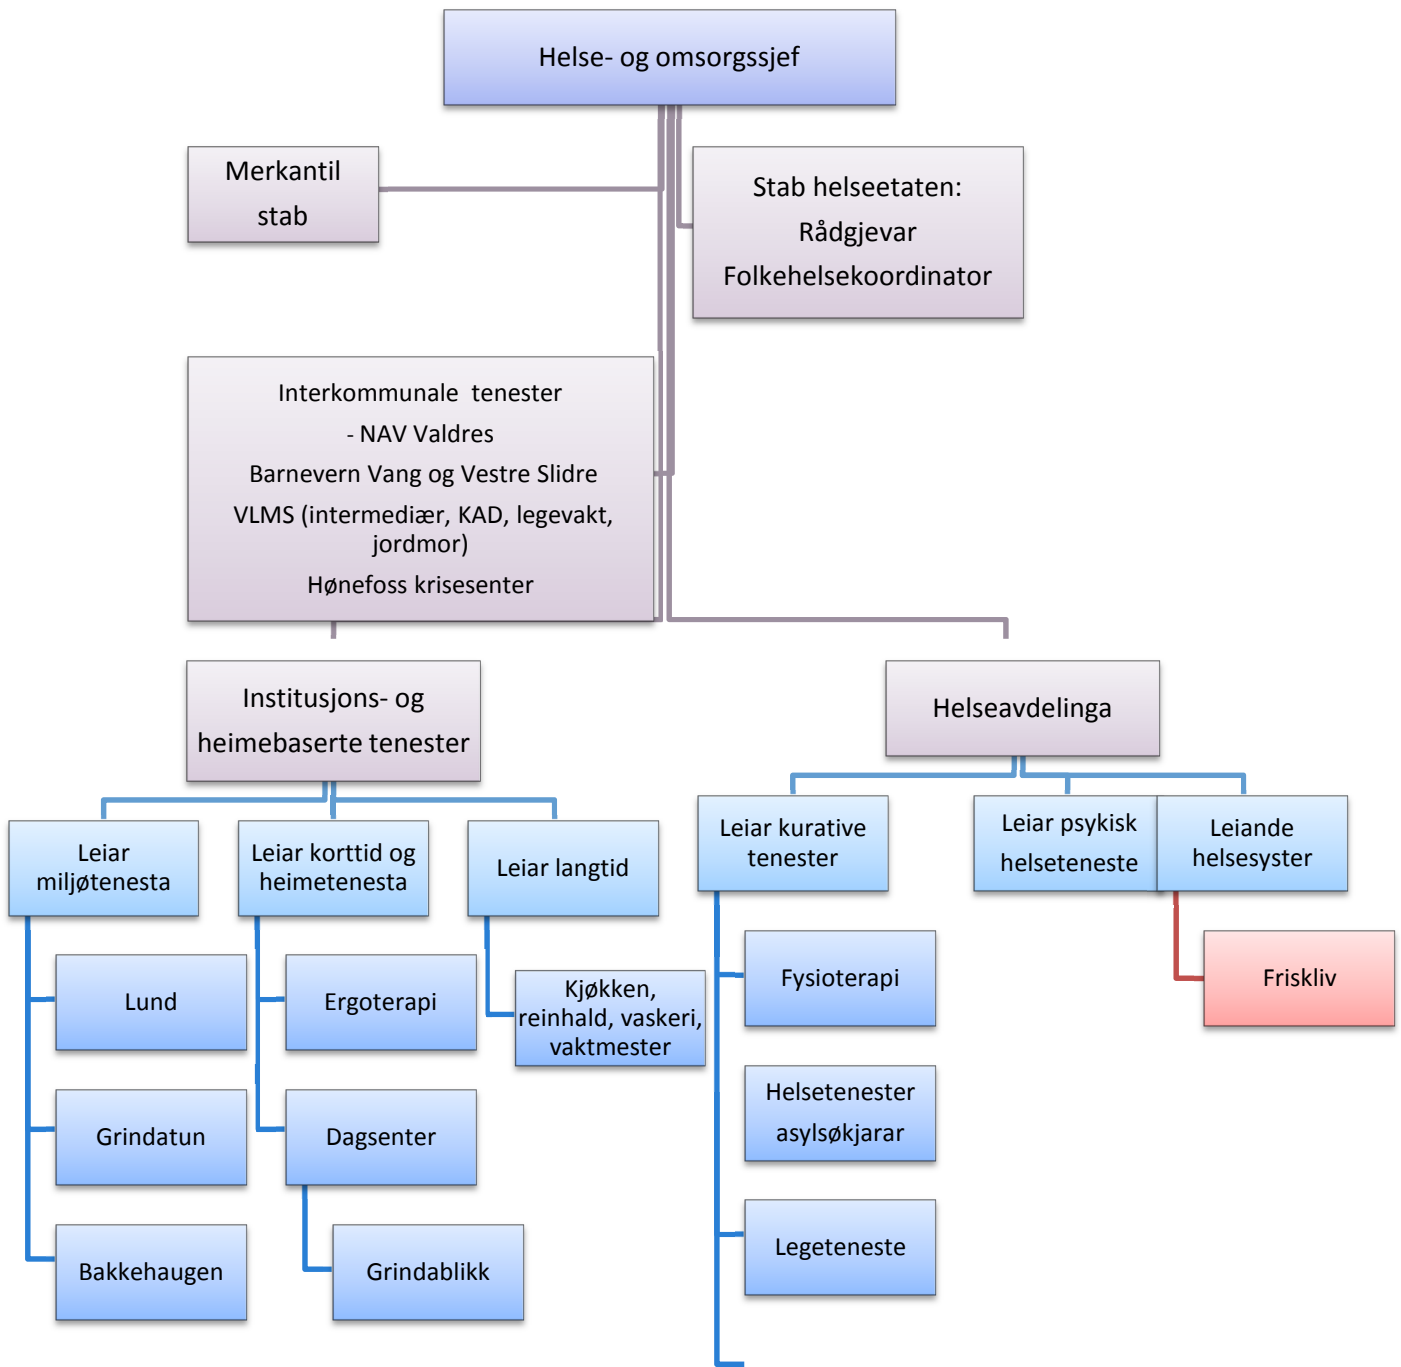 Helse- og omsorgssjef
Merkantil
stab
Stab helseetaten:
Rådgjevar
Folkehelsekoordinator
Interkommunale  tenester
- NAV Valdres
Barnevern Vang og Vestre Slidre
VLMS (intermediær, KAD, legevakt,
jordmor)
Hønefoss krisesenter
Institusjons- og
heimebaserte tenester
Helseavdelinga
Leiar
miljøtenesta
Leiar korttid og
heimetenesta
Leiar langtid
Leiar kurative
tenester
Leiar psykisk
helseteneste
Leiande
helsesyster
Lund
Grindatun
Bakkehaugen
Ergoterapi
Dagsenter
Grindablikk
Kjøkken,
reinhald, vaskeri,
vaktmester
Fysioterapi
Helsetenester
asylsøkjarar
Legeteneste
Friskliv